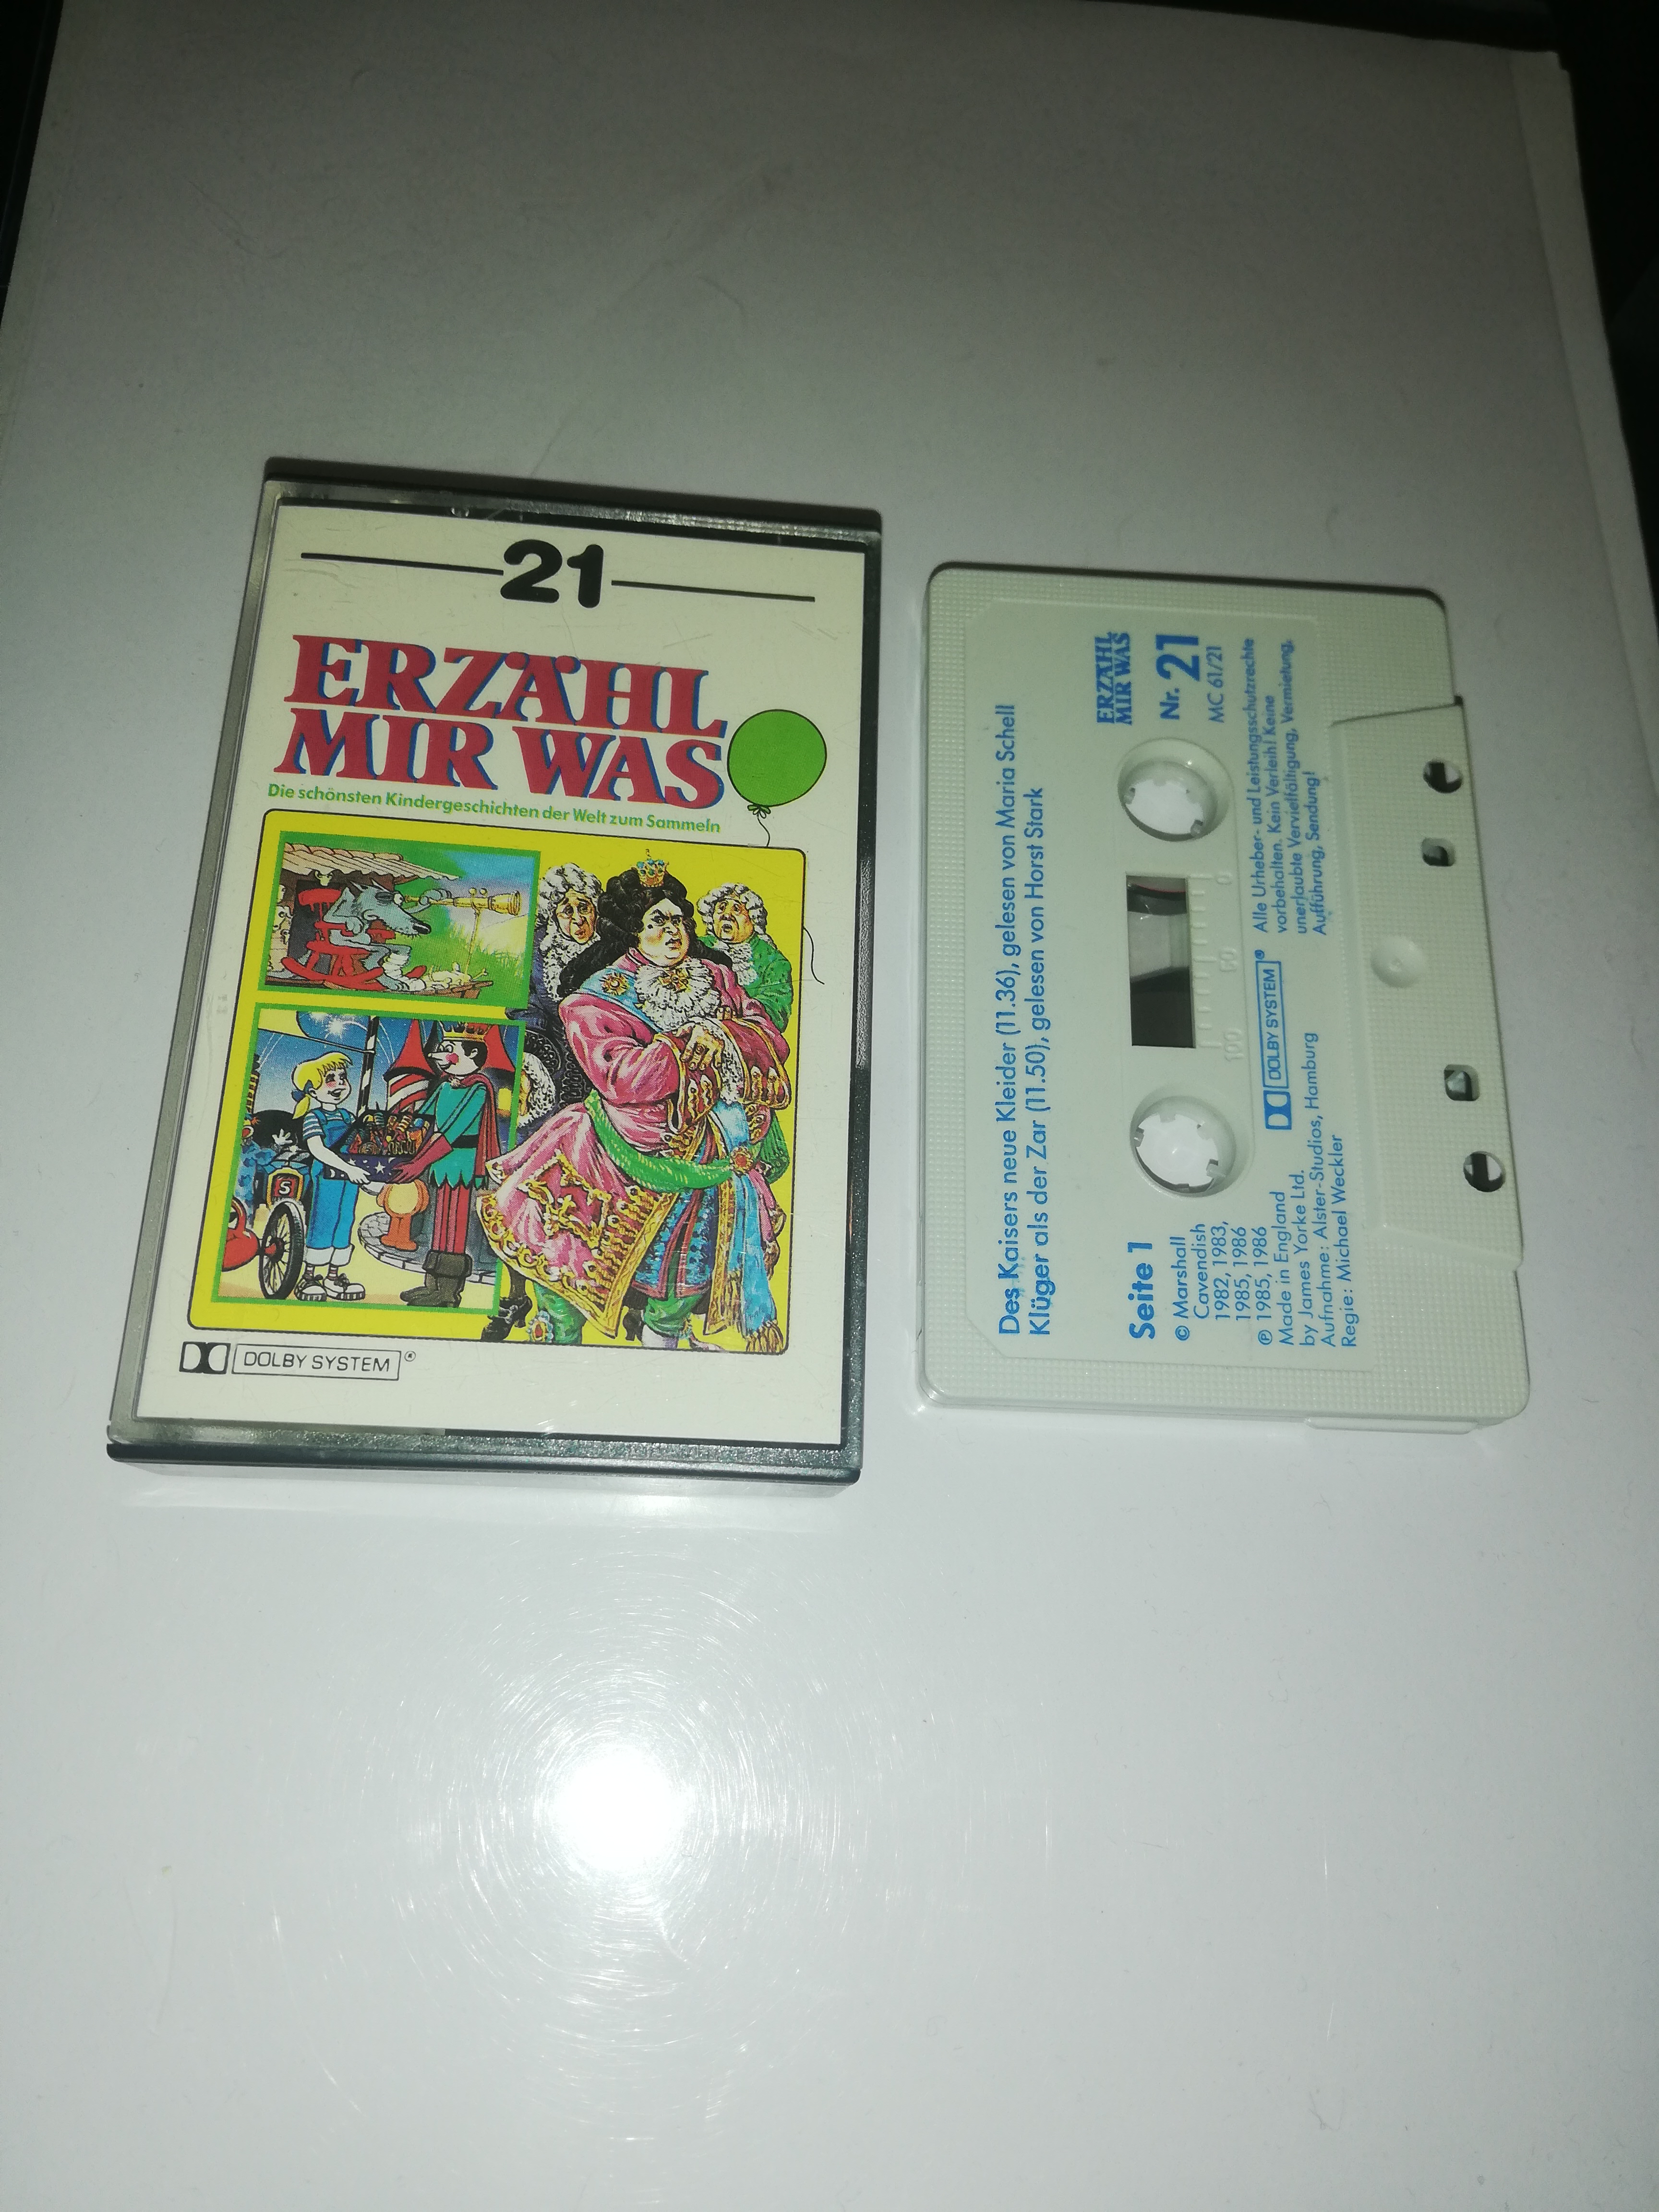 21
ERZÄHL
MIR WAS
Die schönsten Kindergeschichten der Welt zum Sammeln
S
DOLBY SYSTEM®
Des Kaisers neue Kleider (11.36), gelesen von Maria Schell
Klüger als der Zar (11.50), gelesen von Horst Stark
ERZÄHL
MIR WAS
Nr. 21
MC 61/21
Seite 1
© Marshall
Cavendish
1982, 1983,
1985, 1986
℗ 1985, 1986
Made in England
by James Yorke Ltd.
Aufnahme: Alster-Studios, Hamburg
Regie: Michael Weckler
100 50 0
DOLBY SYSTEM®
Alle Urheber- und Leistungsschutzrechte
vorbehalten. Kein Verleih! Keine
unerlaubte Vervielfältigung, Vermietung,
Aufführung, Sendung!